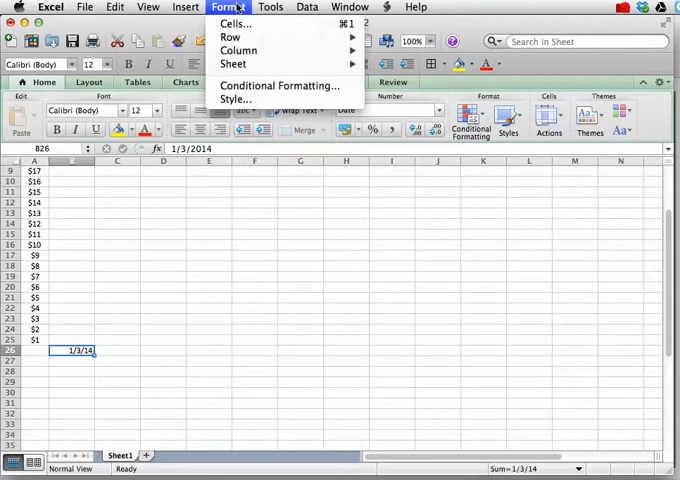 Excel File Edit View Insert Format Tools Data Window Help
Cells... ⌘1
Row
Column
Sheet
Conditional Formatting...
Style...
100% Search in Sheet
Calibri (Body) 12 B I U
Home Layout Tables Charts Review
Edit Font Format Cells Themes
Paste Calibri (Body) 12 A A abc Wrap Text
B I U A Merge % Conditional Formatting Styles Actions Themes Aa
B26 fx 1/3/2014
A B C D E F G H I J K L M N
9 $17
10 $16
11 $15
12 $14
13 $13
14 $12
15 $11
16 $10
17 $9
18 $8
19 $7
20 $6
21 $5
22 $4
23 $3
24 $2
25 $1
26 1/3/14
27
28
29
30
31
32
33
34
35
Sheet1
Normal View Ready Sum=1/3/14